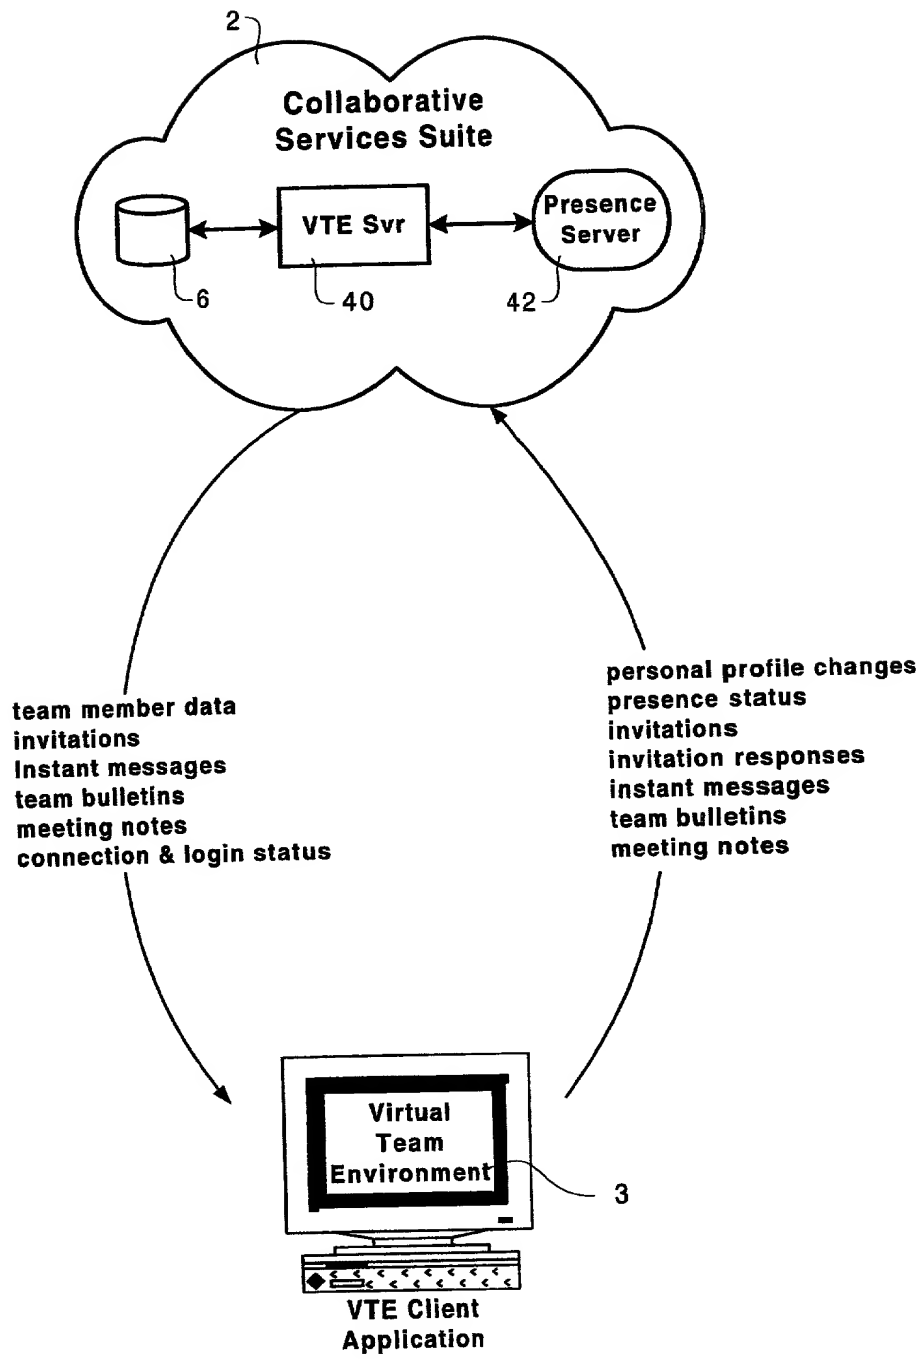 2
Collaborative
Services Suite
VTE Svr
Presence
Server
6
40
42
team member data
invitations
Instant messages
team bulletins
meeting notes
connection & login status
personal profile changes
presence status
invitations
invitation responses
instant messages
team bulletins
meeting notes
Virtual
Team
Environment
3
VTE Client
Application